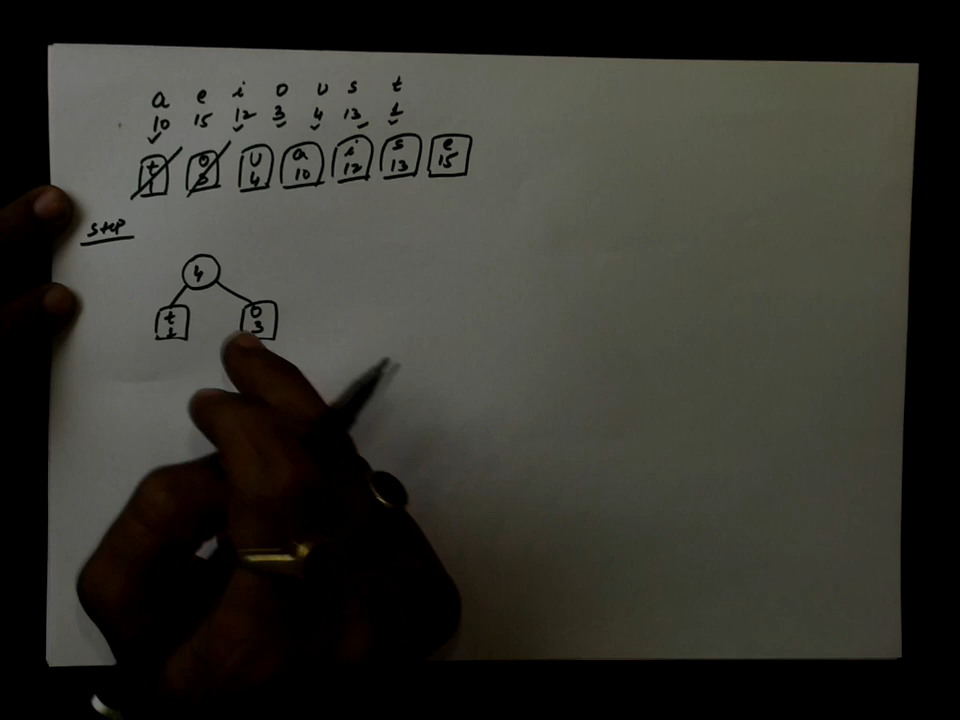 a e i o u s t
10 15 12 3 4 13 1
t o u a i s e
1 3 4 10 12 13 15
step
4
t o
1 3